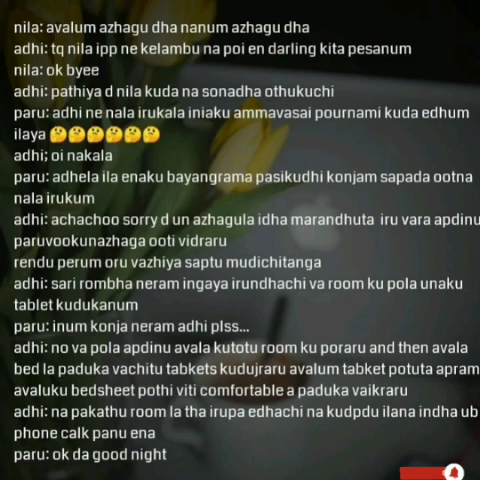 nila: avalum azhagu dha nanum azhagu dha
adhi: tq nila ipp ne kelambu na poi en darling kita pesanum
nila: ok byee
adhi: pathiya d nila kuda na sonadha othukuchi
paru: adhi ne nala irukala iniaku ammavasai pournami kuda edhum
ilaya 🤔🤔🤔🤔🤔🤔
adhi; oi nakala
paru: adhela ila enaku bayangrama pasikudhi konjam sapada ootna
nala irukum
adhi: achachoo sorry d un azhagula idha marandhuta  iru vara apdinu
paruvookunazhaga ooti vidraru
rendu perum oru vazhiya saptu mudichitanga
adhi: sari rombha neram ingaya irundhachi va room ku pola unaku
tablet kudukanum
paru: inum konja neram adhi plss...
adhi: no va pola apdinu avala kutotu room ku poraru and then avala
bed la paduka vachitu tabkets kudujraru avalum tabket potuta apram
avaluku bedsheet pothi viti comfortable a paduka vaikraru
adhi: na pakathu room la tha irupa edhachi na kudpdu ilana indha ub
phone calk panu ena
paru: ok da good night